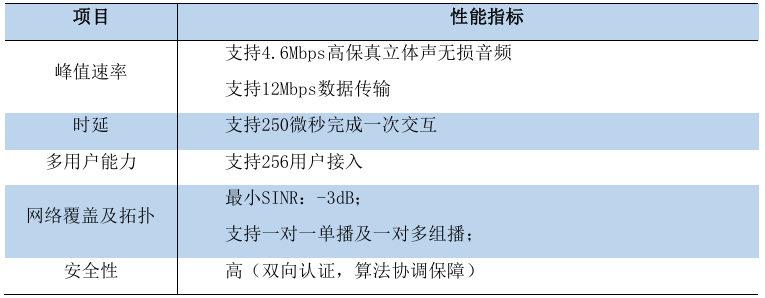 项目 性能指标
峰值速率
支持4.6Mbps高保真立体声无损音频
支持12Mbps数据传输
时延 支持250微秒完成一次交互
多用户能力 支持256用户接入
网络覆盖及拓扑
最小SINR：-3dB；
支持一对一单播及一对多组播；
安全性 高（双向认证，算法协调保障）